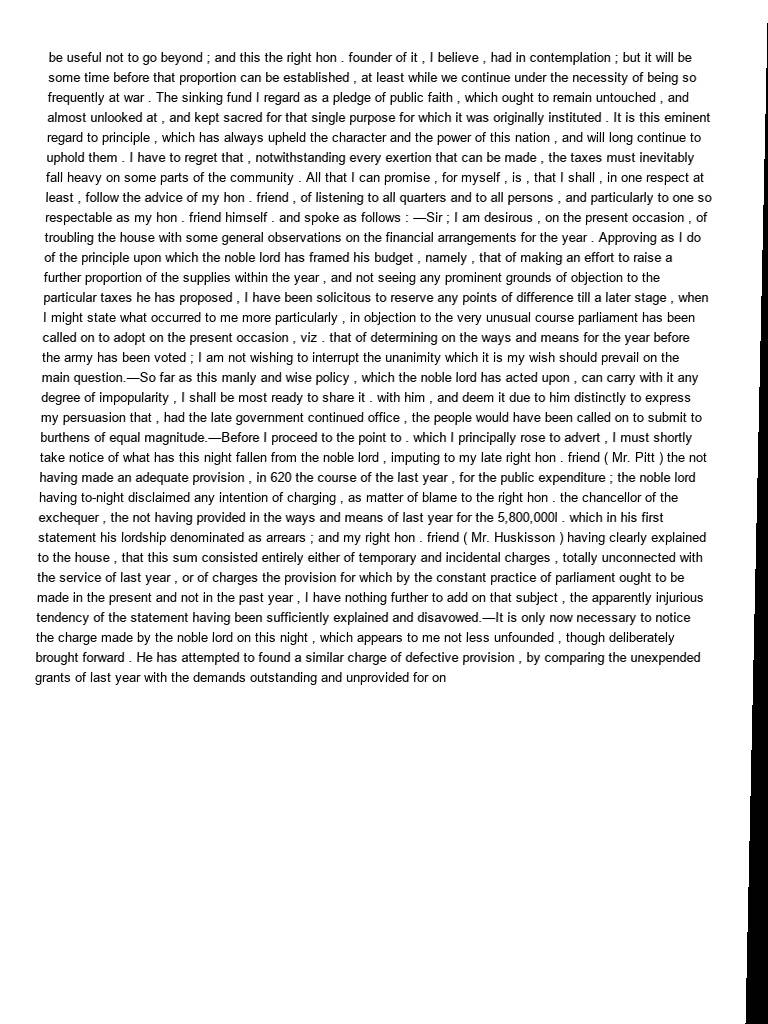 be useful not to go beyond ; and this the right hon . founder of it , I believe , had in contemplation ; but it will be
some time before that proportion can be established , at least while we continue under the necessity of being so
frequently at war . The sinking fund I regard as a pledge of public faith , which ought to remain untouched , and
almost unlooked at , and kept sacred for that single purpose for which it was originally instituted . It is this eminent
regard to principle , which has always upheld the character and the power of this nation , and will long continue to
uphold them . I have to regret that , notwithstanding every exertion that can be made , the taxes must inevitably
fall heavy on some parts of the community . All that I can promise , for myself , is , that I shall , in one respect at
least , follow the advice of my hon . friend , of listening to all quarters and to all persons , and particularly to one so
respectable as my hon . friend himself . and spoke as follows : —Sir ; I am desirous , on the present occasion , of
troubling the house with some general observations on the financial arrangements for the year . Approving as I do
of the principle upon which the noble lord has framed his budget , namely , that of making an effort to raise a
further proportion of the supplies within the year , and not seeing any prominent grounds of objection to the
particular taxes he has proposed , I have been solicitous to reserve any points of difference till a later stage , when
I might state what occurred to me more particularly , in objection to the very unusual course parliament has been
called on to adopt on the present occasion , viz . that of determining on the ways and means for the year before
the army has been voted ; I am not wishing to interrupt the unanimity which it is my wish should prevail on the
main question.—So far as this manly and wise policy , which the noble lord has acted upon , can carry with it any
degree of impopularity , I shall be most ready to share it . with him , and deem it due to him distinctly to express
my persuasion that , had the late government continued office , the people would have been called on to submit to
burthens of equal magnitude.—Before I proceed to the point to . which I principally rose to advert , I must shortly
take notice of what has this night fallen from the noble lord , imputing to my late right hon . friend ( Mr. Pitt ) the not
having made an adequate provision , in 620 the course of the last year , for the public expenditure ; the noble lord
having to-night disclaimed any intention of charging , as matter of blame to the right hon . the chancellor of the
exchequer , the not having provided in the ways and means of last year for the 5,800,000l . which in his first
statement his lordship denominated as arrears ; and my right hon . friend ( Mr. Huskisson ) having clearly explained
to the house , that this sum consisted entirely either of temporary and incidental charges , totally unconnected with
the service of last year , or of charges the provision for which by the constant practice of parliament ought to be
made in the present and not in the past year , I have nothing further to add on that subject , the apparently injurious
tendency of the statement having been sufficiently explained and disavowed.—It is only now necessary to notice
the charge made by the noble lord on this night , which appears to me not less unfounded , though deliberately
brought forward . He has attempted to found a similar charge of defective provision , by comparing the unexpended
grants of last year with the demands outstanding and unprovided for on